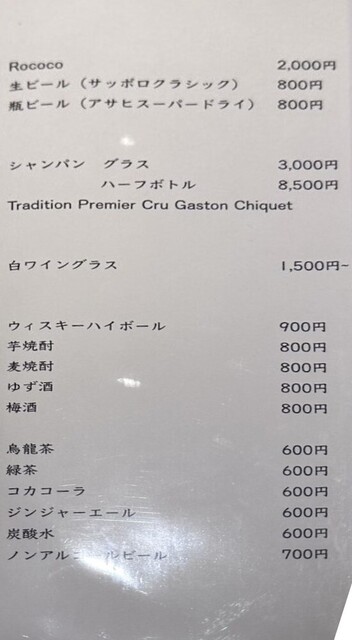 Rococo 2,000円
生ビール（サッポロクラシック） 800円
瓶ビール（アサヒスーパードライ） 800円
シャンパン グラス 3,000円
ハーフボトル 8,500円
Tradition Premier Cru Gaston Chiquet
白ワイングラス 1,500円~
ウィスキーハイボール 900円
芋焼酎 800円
麦焼酎 800円
ゆず酒 800円
梅酒 800円
烏龍茶 600円
緑茶 600円
コカコーラ 600円
ジンジャーエール 600円
炭酸水 600円
ノンアルコールビール 700円